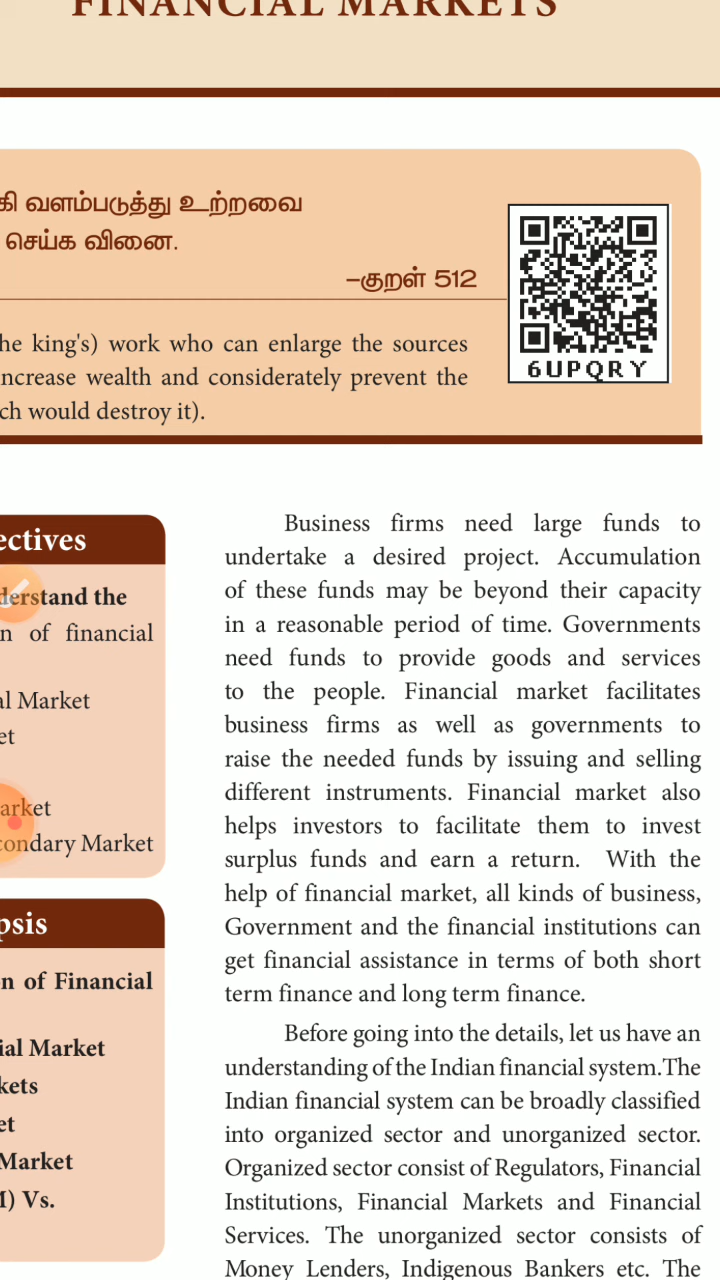 FINANCIAL MARKETS
வளம்படுத்து உற்றவை
செய்க வினை.
–குறள் 512
6UPQRY
he king's) work who can enlarge the sources
ncrease wealth and considerately prevent the
ch would destroy it).
ectives
derstand the
n of financial
al Market
et
arket
condary Market
psis
n of Financial
ial Market
kets
et
Market
M) Vs.
Business firms need large funds to
undertake a desired project. Accumulation
of these funds may be beyond their capacity
in a reasonable period of time. Governments
need funds to provide goods and services
to the people. Financial market facilitates
business firms as well as governments to
raise the needed funds by issuing and selling
different instruments. Financial market also
helps investors to facilitate them to invest
surplus funds and earn a return. With the
help of financial market, all kinds of business,
Government and the financial institutions can
get financial assistance in terms of both short
term finance and long term finance.
Before going into the details, let us have an
understanding of the Indian financial system.The
Indian financial system can be broadly classified
into organized sector and unorganized sector.
Organized sector consist of Regulators, Financial
Institutions, Financial Markets and Financial
Services. The unorganized sector consists of
Money Lenders, Indigenous Bankers etc. The